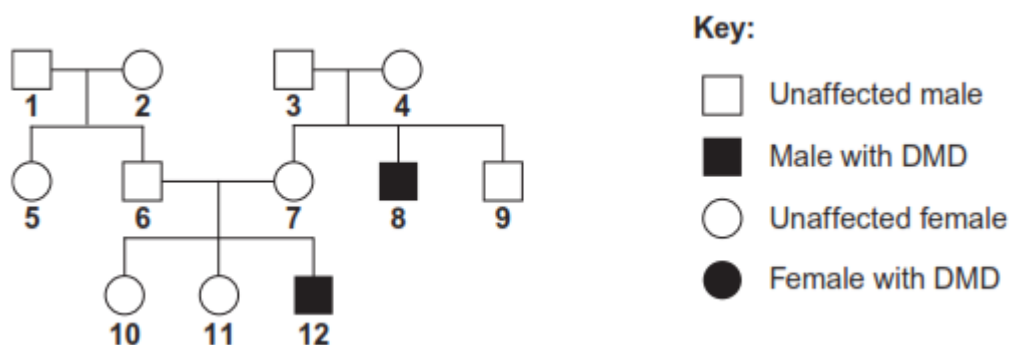 Key:
1 2 3 4
Unaffected male
Male with DMD
5 6 7 8 9
Unaffected female
Female with DMD
10 11 12